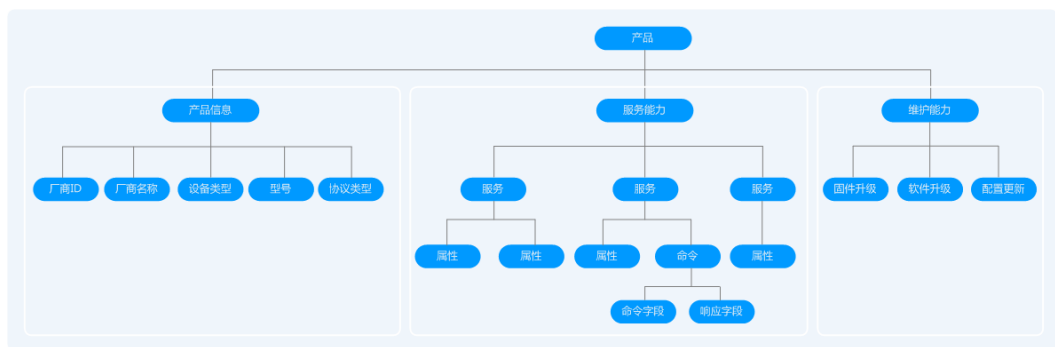 产品
产品信息
服务能力
维护能力
厂商ID
厂商名称
设备类型
型号
协议类型
服务
服务
服务
固件升级
软件升级
配置更新
属性
属性
属性
命令
属性
命令字段
响应字段